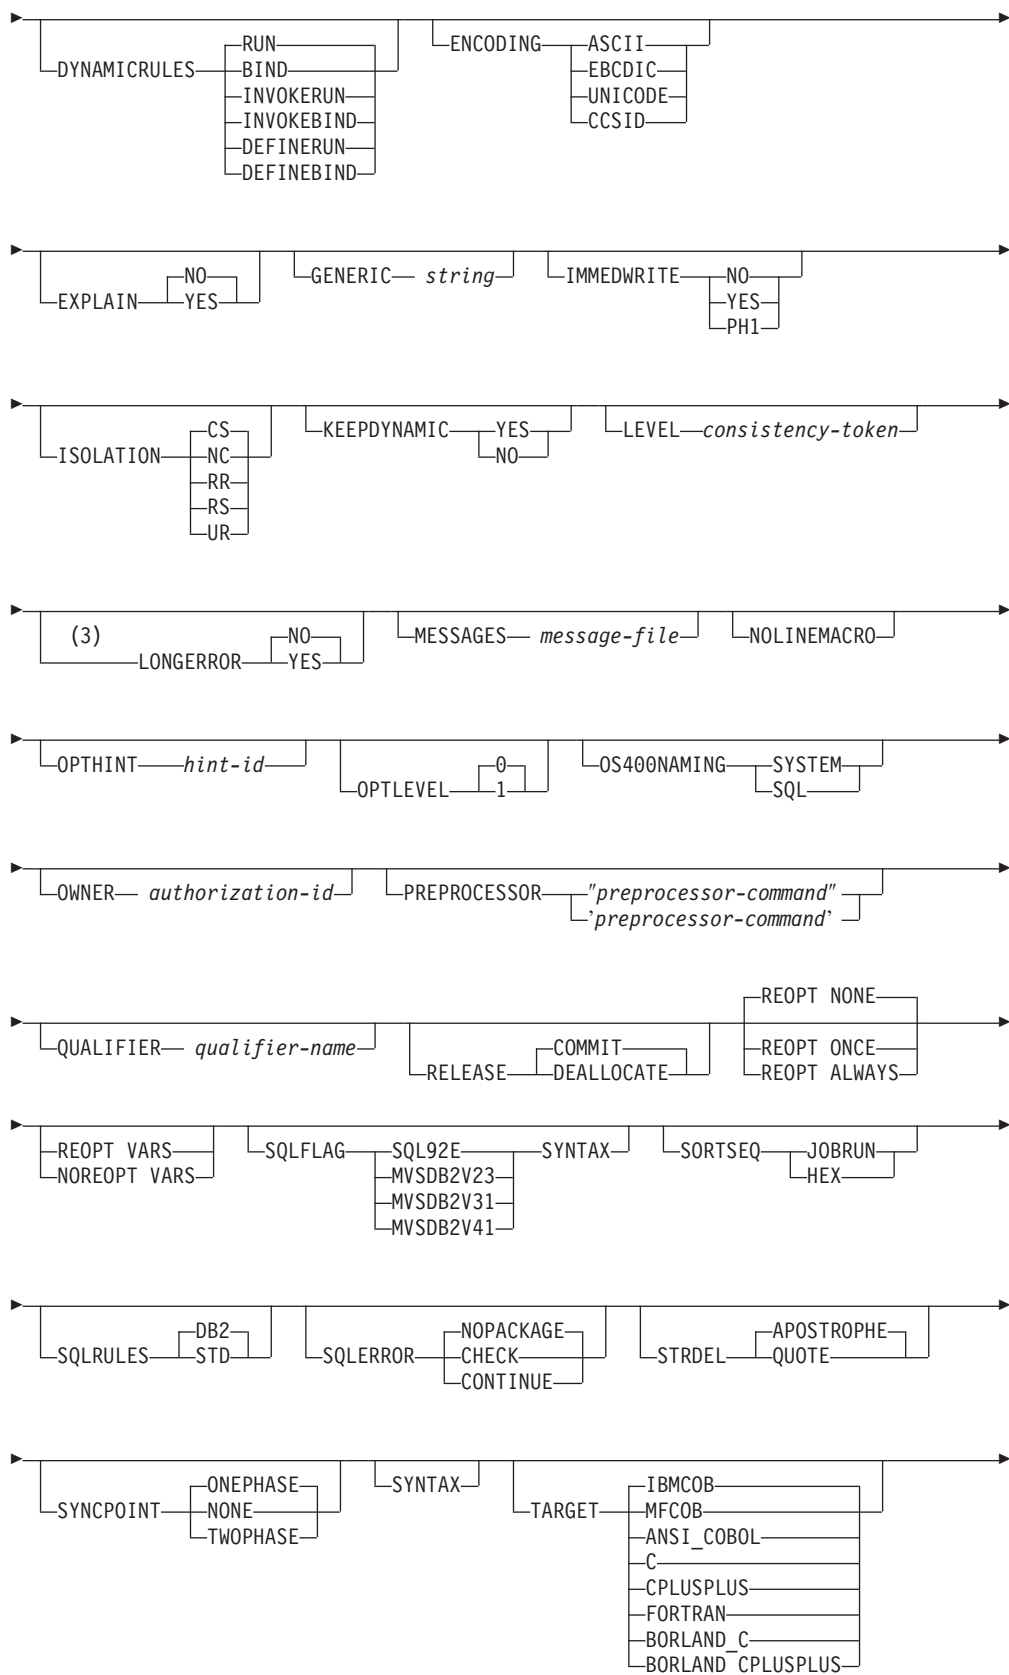 RUN ASCII
DYNAMICRULES BIND ENCODING EBCDIC
INVOKERUN UNICODE
INVOKEBIND CCSID
DEFINERUN
DEFINEBIND
NO GENERIC string IMMEDWRITE NO
EXPLAIN YES YES
PH1
CS KEEPDYNAMIC YES LEVEL consistency-token
ISOLATION NC NO
RR
RS
UR
(3) NO MESSAGES message-file NOLINEMACRO
LONGERROR YES
OPTHINT hint-id 0 OS400NAMING SYSTEM
OPTLEVEL 1 SQL
OWNER authorization-id PREPROCESSOR "preprocessor-command"
'preprocessor-command'
REOPT NONE
QUALIFIER qualifier-name COMMIT REOPT ONCE
RELEASE DEALLOCATE REOPT ALWAYS
REOPT VARS SQLFLAG SQL92E SYNTAX SORTSEQ JOBRUN
NOREOPT VARS MVSDB2V23 HEX
MVSDB2V31
MVSDB2V41
DB2 NOPACKAGE APOSTROPHE
SQLRULES STD SQLERROR CHECK STRDEL QUOTE
CONTINUE
ONEPHASE SYNTAX IBMCOB
SYNCPOINT NONE TARGET MFCOB
TWOPHASE ANSI_COBOL
C
CPLUSPLUS
FORTRAN
BORLAND_C
BORLAND_CPLUSPLUS